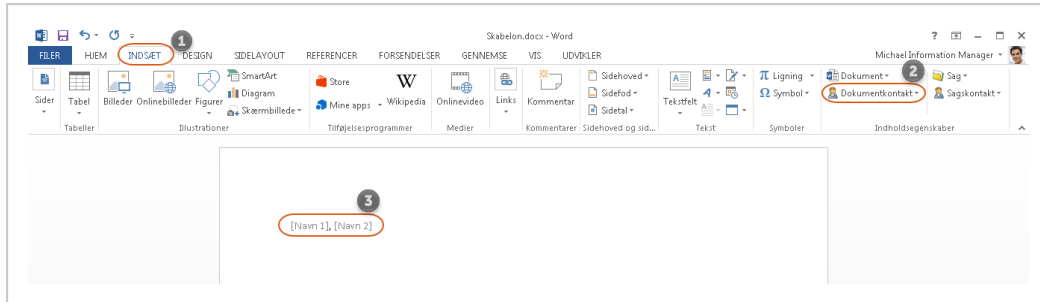 Skabelon.docx - Word
1
FILER HJEM INDSÆT DESIGN SIDELAYOUT REFERENCER FORSENDELSER GENNEMSE VIS UDVIKLER Michael Information Manager
SmartArt Store W Sidehoved π Ligning Dokument 2 Sag
Sider Tabel Billeder Onlinebilleder Figurer Diagram Mine apps Wikipedia Onlinevideo Links Kommentar Sidefod Tekstfelt Ω Symbol Dokumentkontakt Sagskontakt
Skærmbillede Sidetal
Tabeller Illustrationer Tilføjelsesprogrammer Medier Kommentarer Sidehoved og sid... Tekst Symboler Indholdsegenskaber
3
[Navn 1], [Navn 2]